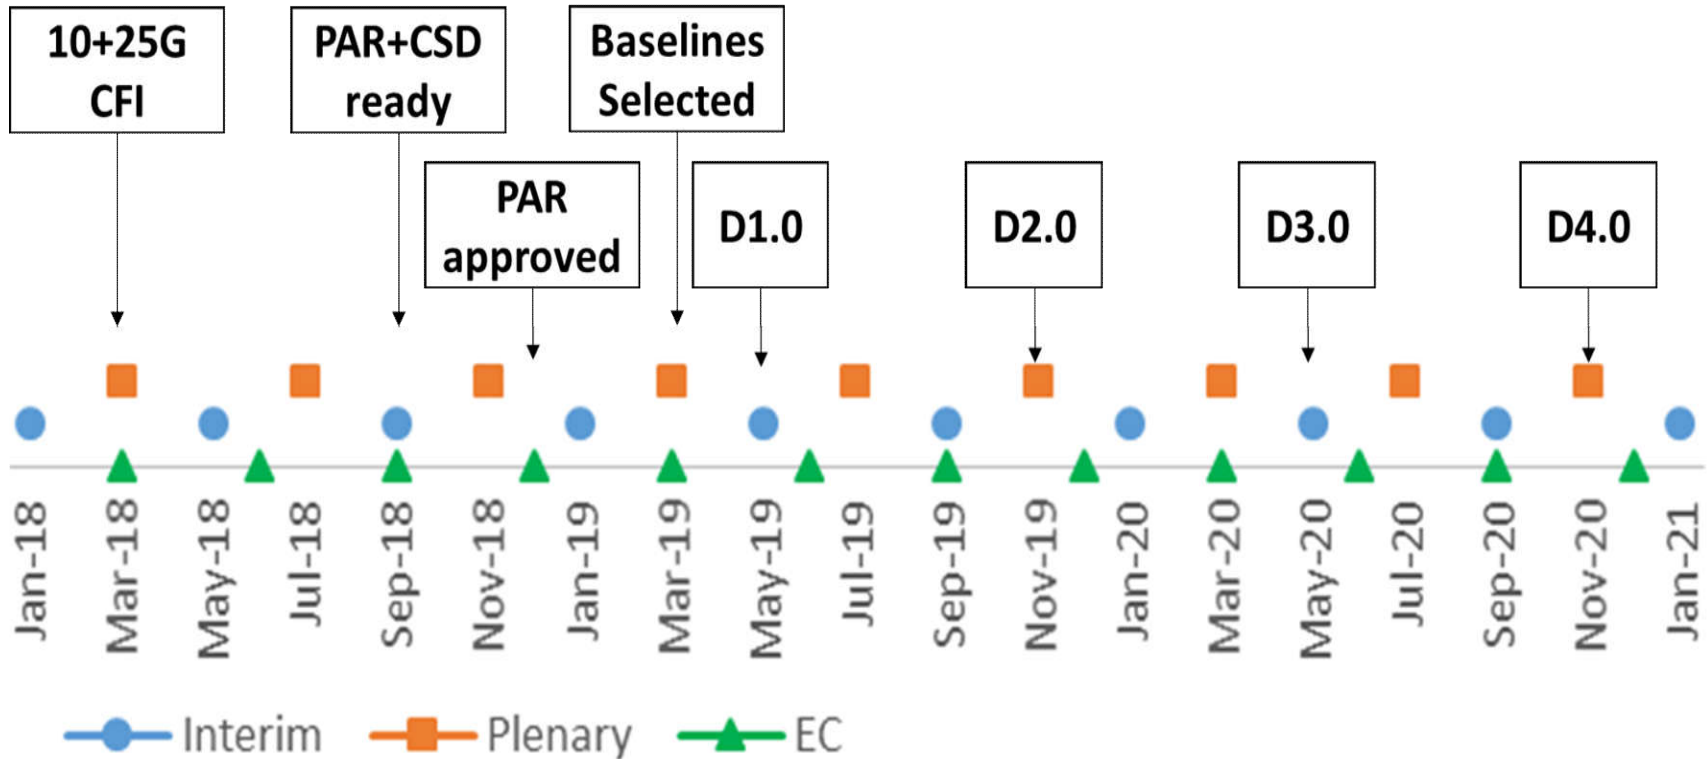 10+25G
CFI
PAR+CSD
ready
Baselines
Selected
PAR
approved
D1.0
D2.0
D3.0
D4.0
Jan-18
Mar-18
May-18
Jul-18
Sep-18
Nov-18
Jan-19
Mar-19
May-19
Jul-19
Sep-19
Nov-19
Jan-20
Mar-20
May-20
Jul-20
Sep-20
Nov-20
Jan-21
Interim
Plenary
EC